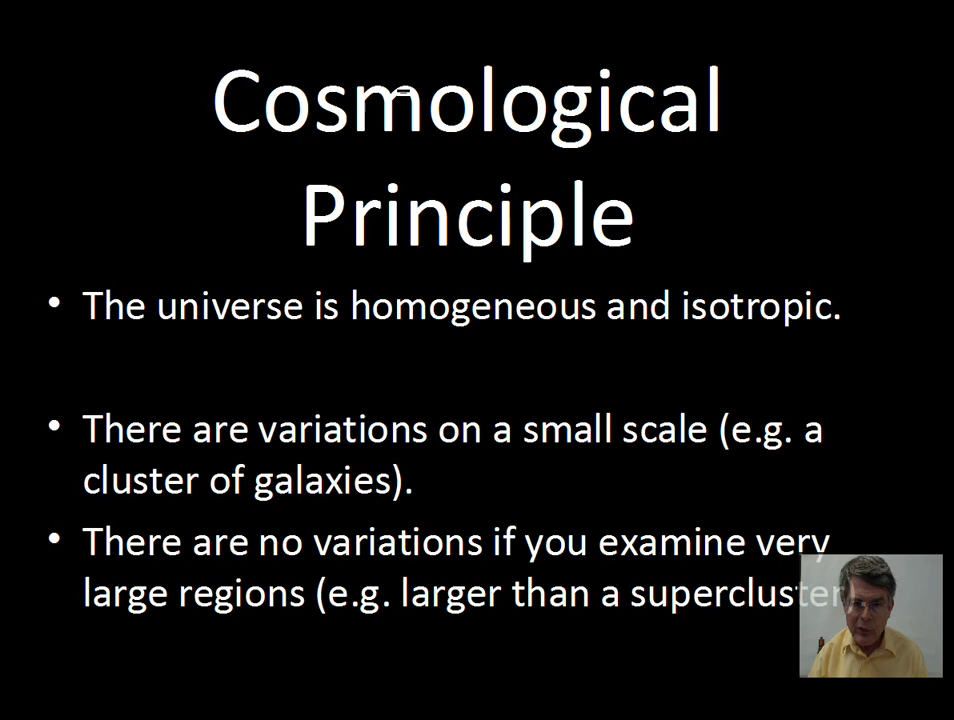 Cosmological
Principle
• The universe is homogeneous and isotropic.
• There are variations on a small scale (e.g. a
cluster of galaxies).
• There are no variations if you examine very
large regions (e.g. larger than a supercluster)